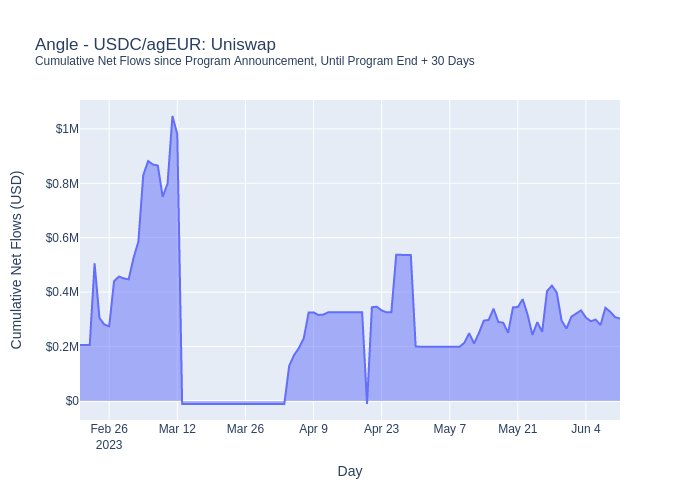 Angle - USDC/agEUR: Uniswap
Cumulative Net Flows since Program Announcement, Until Program End + 30 Days
Cumulative Net Flows (USD)
$1M
$0.8M
$0.6M
$0.4M
$0.2M
$0
Feb 26 Mar 12 Mar 26 Apr 9 Apr 23 May 7 May 21 Jun 4
2023
Day